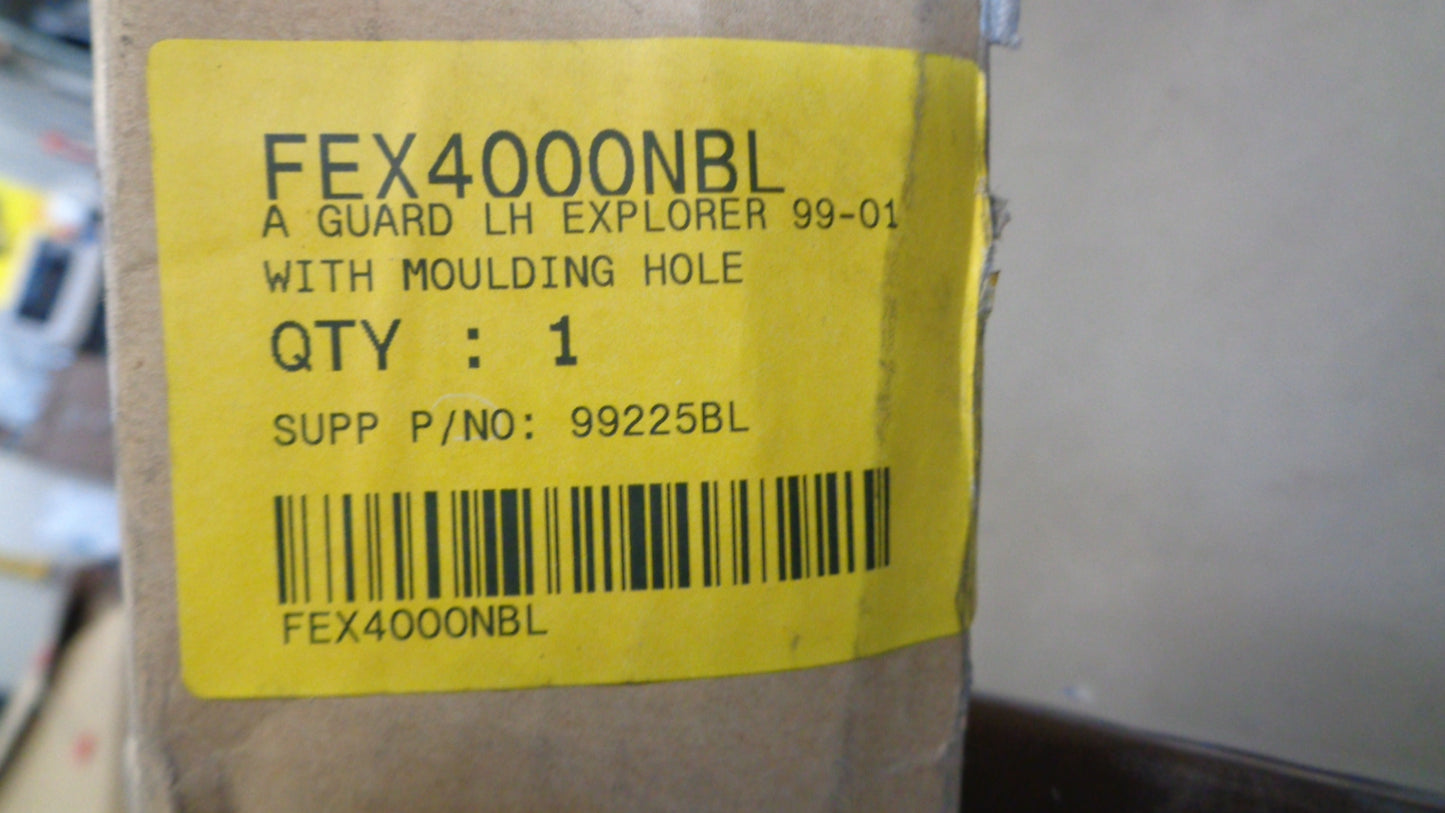 FEX4000NBL
A GUARD LH EXPLORER 99-01
WITH MOULDING HOLE
QTY : 1
SUPP P/NO: 99225BL
FEX4000NBL